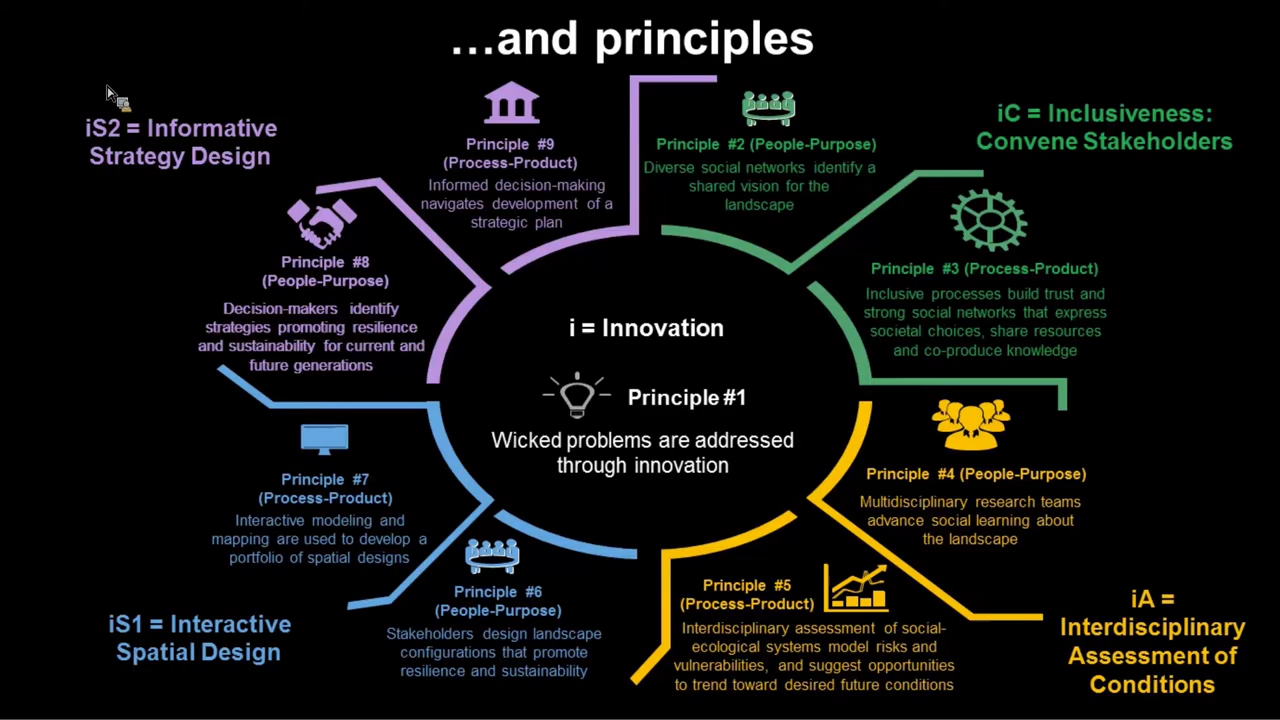 …and principles
iS2 = Informative
Strategy Design
Principle #9
(Process-Product)
Informed decision-making
navigates development of a
strategic plan
Principle #2 (People-Purpose)
Diverse social networks identify a
shared vision for the
landscape
iC = Inclusiveness:
Convene Stakeholders
Principle #8
(People-Purpose)
Decision-makers identify
strategies promoting resilience
and sustainability for current and
future generations
Principle #3 (Process-Product)
Inclusive processes build trust and
strong social networks that express
societal choices, share resources
and co-produce knowledge
i = Innovation
Principle #1
Wicked problems are addressed
through innovation
Principle #7
(Process-Product)
Interactive modeling and
mapping are used to develop a
portfolio of spatial designs
Principle #4 (People-Purpose)
Multidisciplinary research teams
advance social learning about
the landscape
iS1 = Interactive
Spatial Design
Principle #6
(People-Purpose)
Stakeholders design landscape
configurations that promote
resilience and sustainability
Principle #5
(Process-Product)
Interdisciplinary assessment of social-
ecological systems model risks and
vulnerabilities, and suggest opportunities
to trend toward desired future conditions
iA =
Interdisciplinary
Assessment of
Conditions